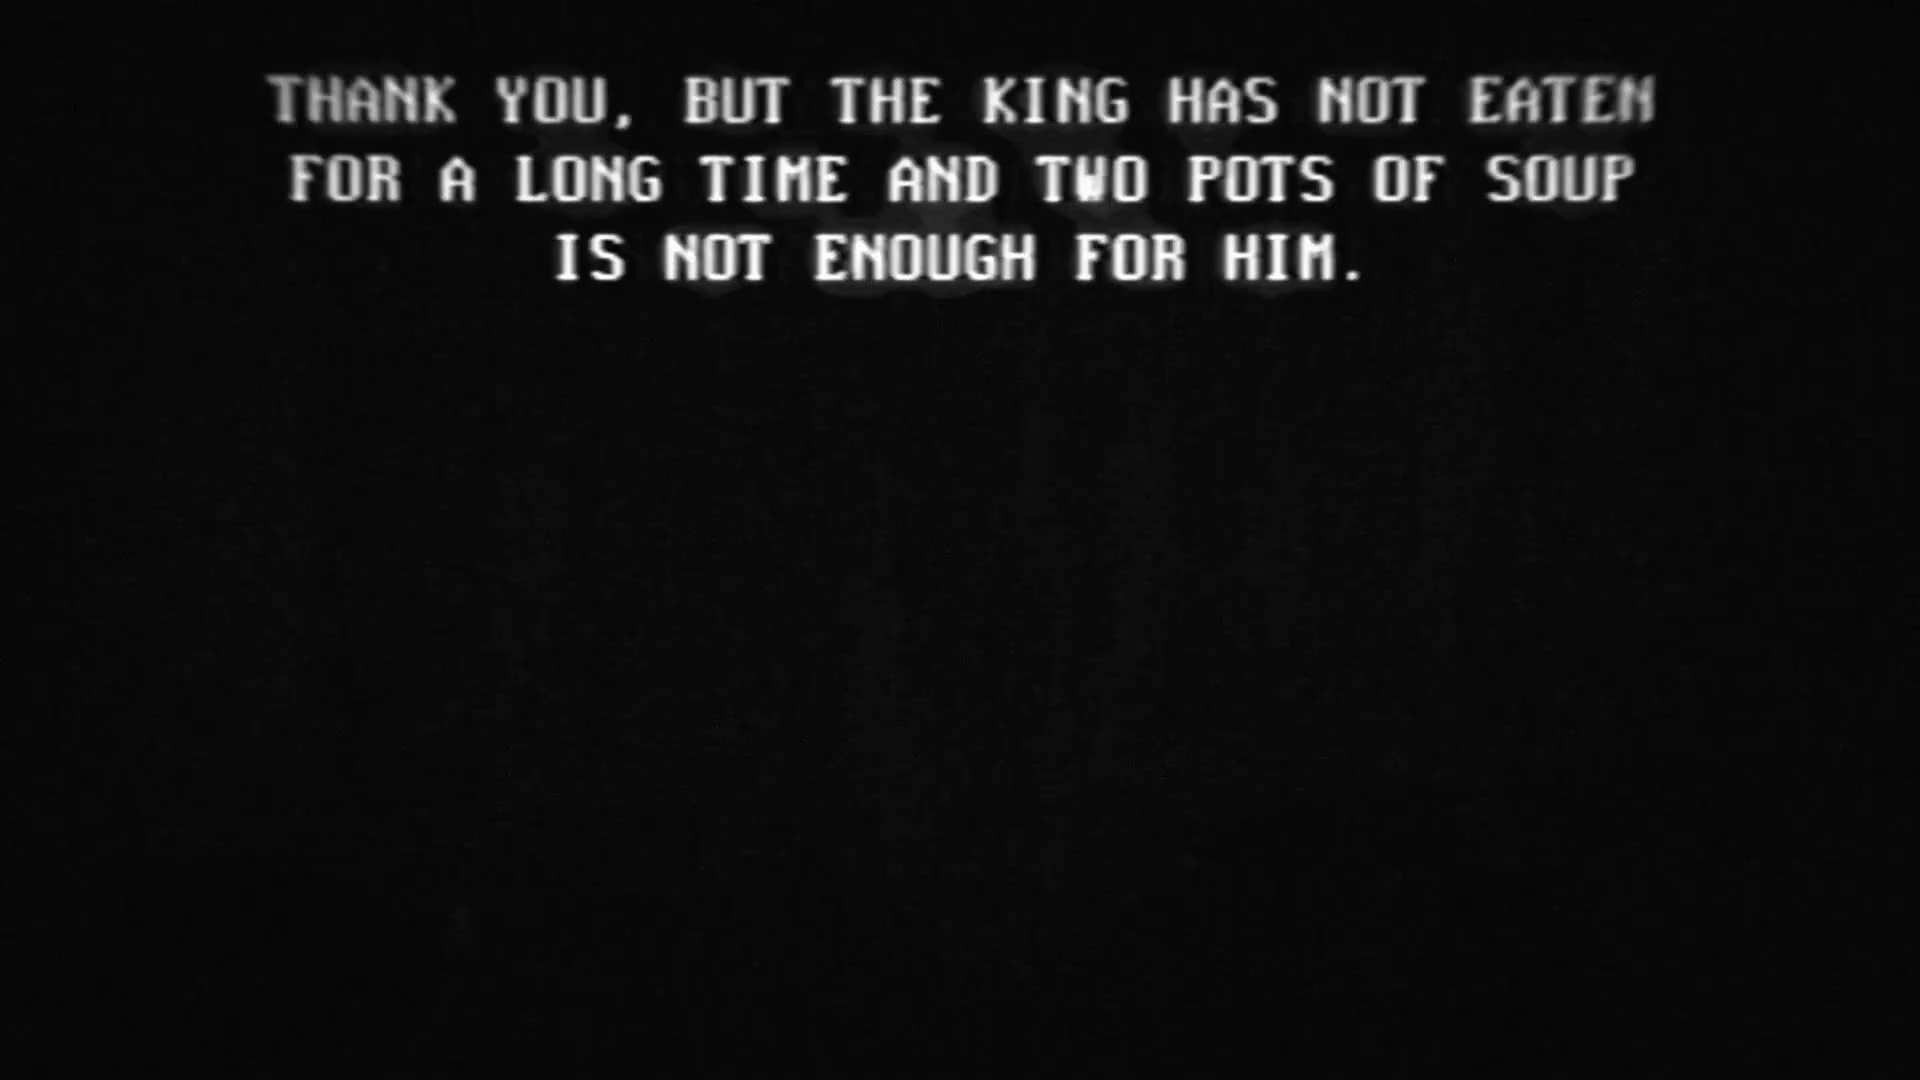 THANK YOU, BUT THE KING HAS NOT EATEN
FOR A LONG TIME AND TWO POTS OF SOUP
IS NOT ENOUGH FOR HIM.